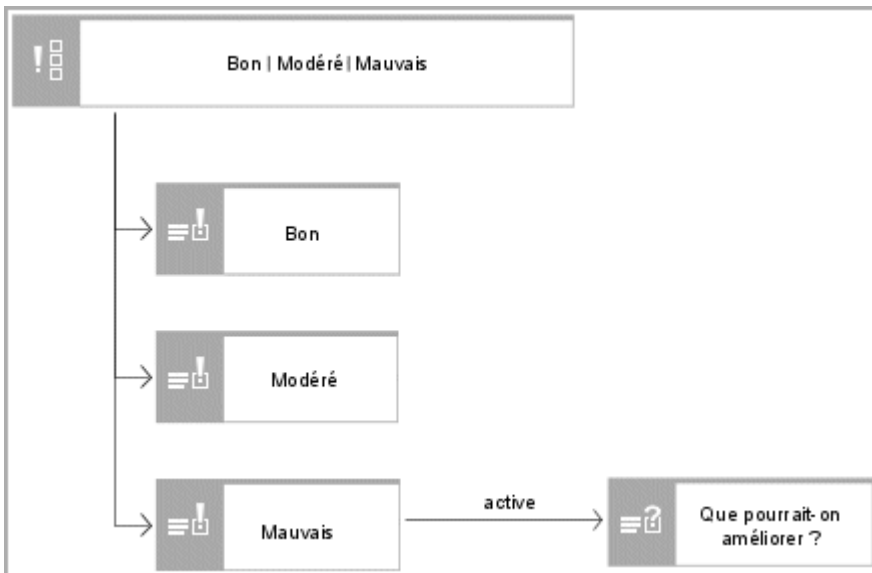 Bon | Modéré | Mauvais
Bon
Modéré
Mauvais
active
Que pourrait-on
améliorer ?